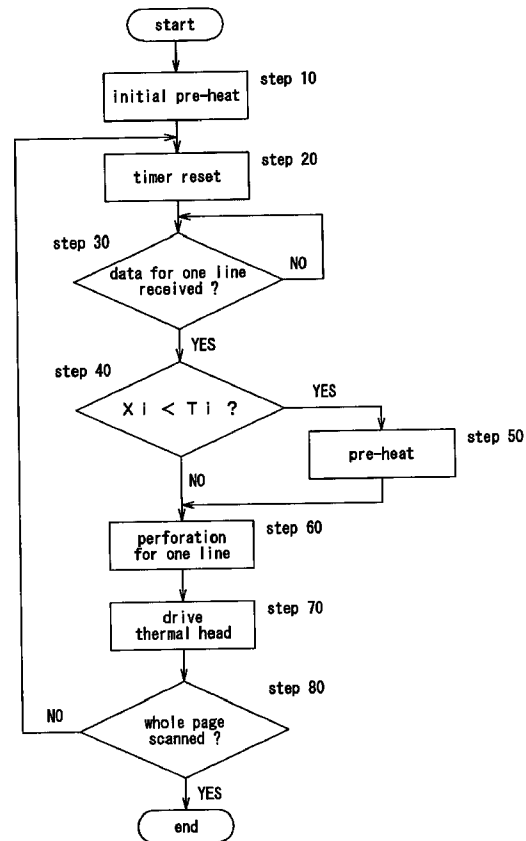 start
step 10
initial pre-heat
step 20
timer reset
step 30
data for one line
received ?
NO
YES
step 40
Xi < Ti ?
YES
step 50
pre-heat
NO
step 60
perforation
for one line
step 70
drive
thermal head
step 80
NO
whole page
scanned ?
YES
end